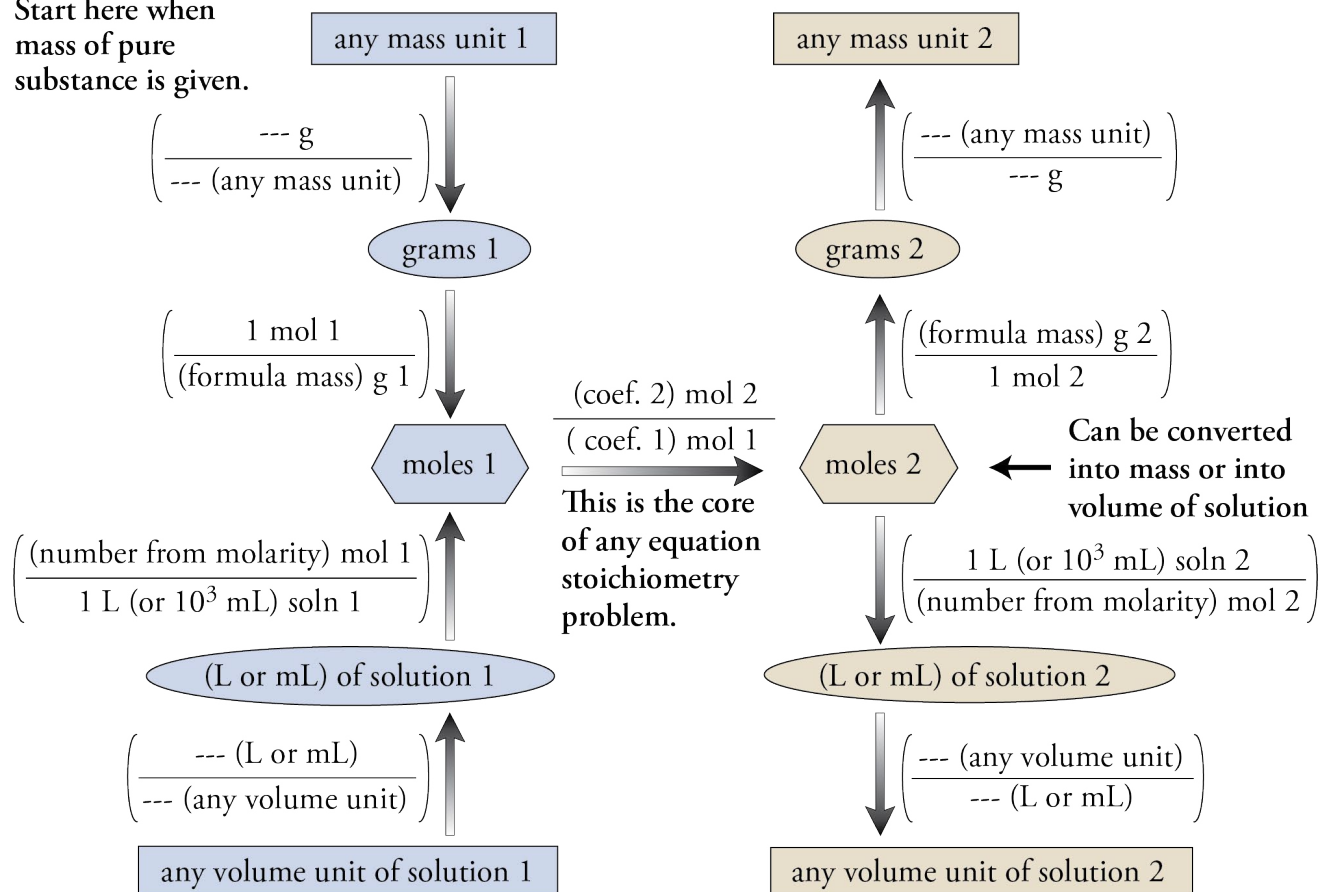 Start here when
mass of pure
substance is given.
any mass unit 1
any mass unit 2
--- g
--- (any mass unit)
--- (any mass unit)
--- g
grams 1
grams 2
1 mol 1
(formula mass) g 1
(formula mass) g 2
1 mol 2
(coef. 2) mol 2
( coef. 1) mol 1
moles 1
moles 2
Can be converted
into mass or into
volume of solution
This is the core
of any equation
stoichiometry
problem.
(number from molarity) mol 1
1 L (or 10³ mL) soln 1
1 L (or 10³ mL) soln 2
(number from molarity) mol 2
(L or mL) of solution 1
(L or mL) of solution 2
--- (L or mL)
--- (any volume unit)
--- (any volume unit)
--- (L or mL)
any volume unit of solution 1
any volume unit of solution 2